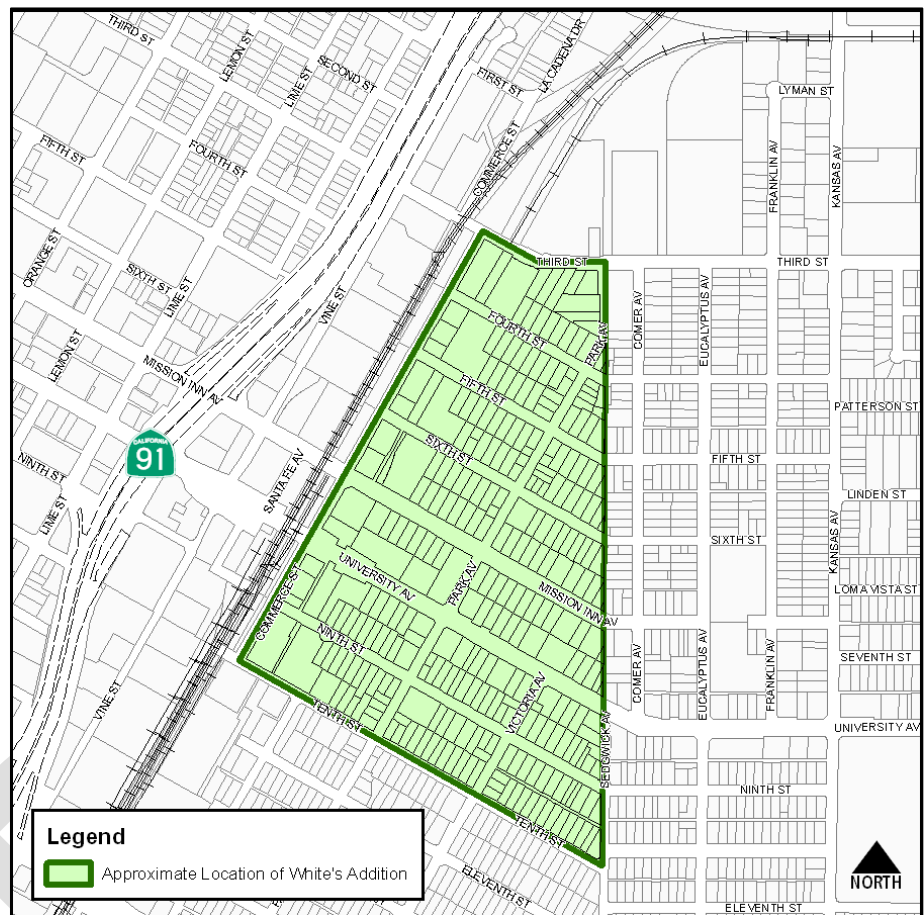 THIRD ST
LEMON ST
LIME ST
SECOND ST
LA CADENA DR
FIRST ST
LYMAN ST
FIFTH ST
FOURTH ST
COMMERCE ST
FRANKLIN AV
KANSAS AV
ORANGE ST
SIXTH ST
LIME ST
VINE ST
THIRD ST
THIRD ST
LEMON ST
MISSION INN AV
FOURTH ST
PARK AV
COMER AV
EUCALYPTUS AV
FIFTH ST
PATTERSON ST
CALIFORNIA
91
NINTH ST
LIME ST
SANTA FE AV
SIXTH ST
FIFTH ST
LINDEN ST
SIXTH ST
KANSAS AV
UNIVERSITY AV
PARK AV
MISSION INN AV
LOMA VISTA ST
COMMERCE ST
NINTH ST
COMER AV
EUCALYPTUS AV
FRANKLIN AV
SEVENTH ST
VINE ST
TENTH ST
VICTORIA AV
SEDGWICK AV
UNIVERSITY AV
NINTH ST
TENTH ST
Legend
Approximate Location of White's Addition
ELEVENTH ST
NORTH
ELEVENTH ST